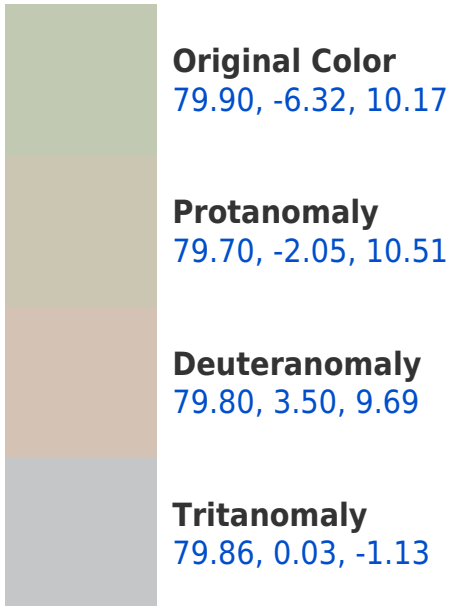 Original Color
79.90, -6.32, 10.17
Protanomaly
79.70, -2.05, 10.51
Deuteranomaly
79.80, 3.50, 9.69
Tritanomaly
79.86, 0.03, -1.13